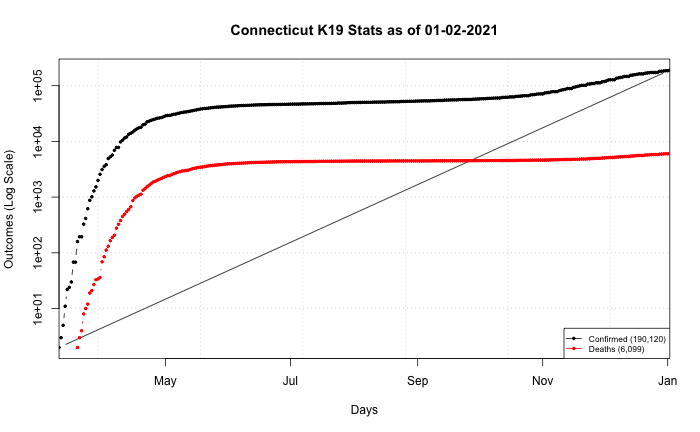 Connecticut K19 Stats as of 01-02-2021
Outcomes (Log Scale)
1e+05
1e+04
1e+03
1e+02
1e+01
Confirmed (190,120)
Deaths (6,099)
May Jul Sep Nov Jan
Days